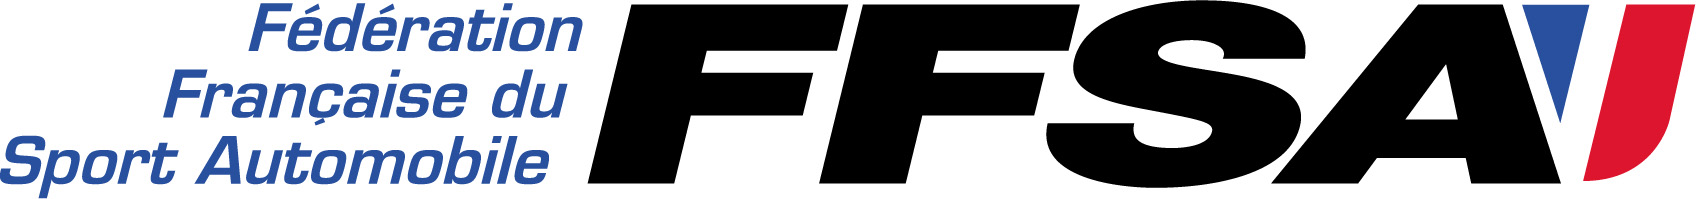 Fédération
Française du
Sport Automobile
FFSA